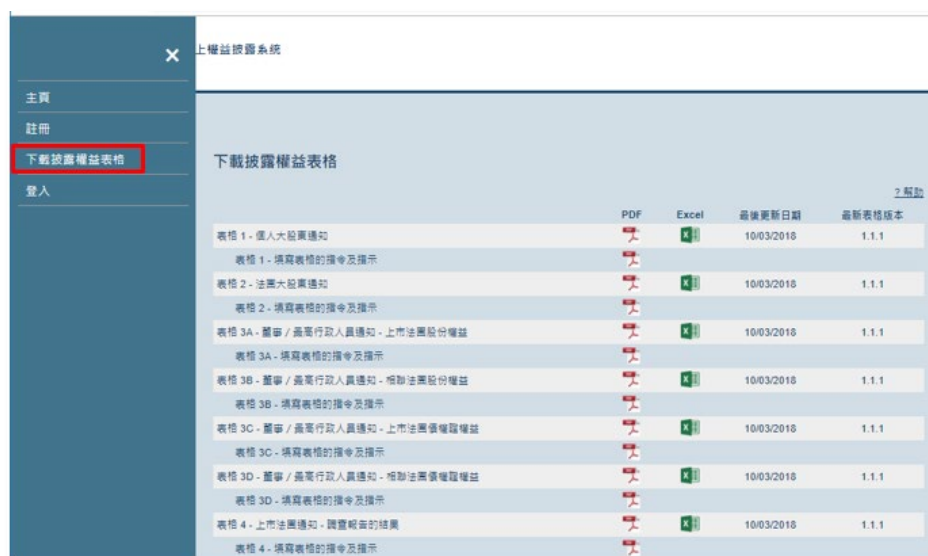 ×
上權益披露系統
主頁
註冊
下載披露權益表格
登入
下載披露權益表格
?幫助
PDF Excel 最後更新日期 最新表格版本
表格 1 - 個人大股東通知 10/03/2018 1.1.1
表格 1 - 填寫表格的指令及指示
表格 2 - 法團大股東通知 10/03/2018 1.1.1
表格 2 - 填寫表格的指令及指示
表格 3A - 董事 / 最高行政人員通知 - 上市法團股份權益 10/03/2018 1.1.1
表格 3A - 填寫表格的指令及指示
表格 3B - 董事 / 最高行政人員通知 - 相聯法團股份權益 10/03/2018 1.1.1
表格 3B - 填寫表格的指令及指示
表格 3C - 董事 / 最高行政人員通知 - 上市法團債權證權益 10/03/2018 1.1.1
表格 3C - 填寫表格的指令及指示
表格 3D - 董事 / 最高行政人員通知 - 相聯法團債權證權益 10/03/2018 1.1.1
表格 3D - 填寫表格的指令及指示
表格 4 - 上市法團通知 - 調查報告的結果 10/03/2018 1.1.1
表格 4 - 填寫表格的指令及指示